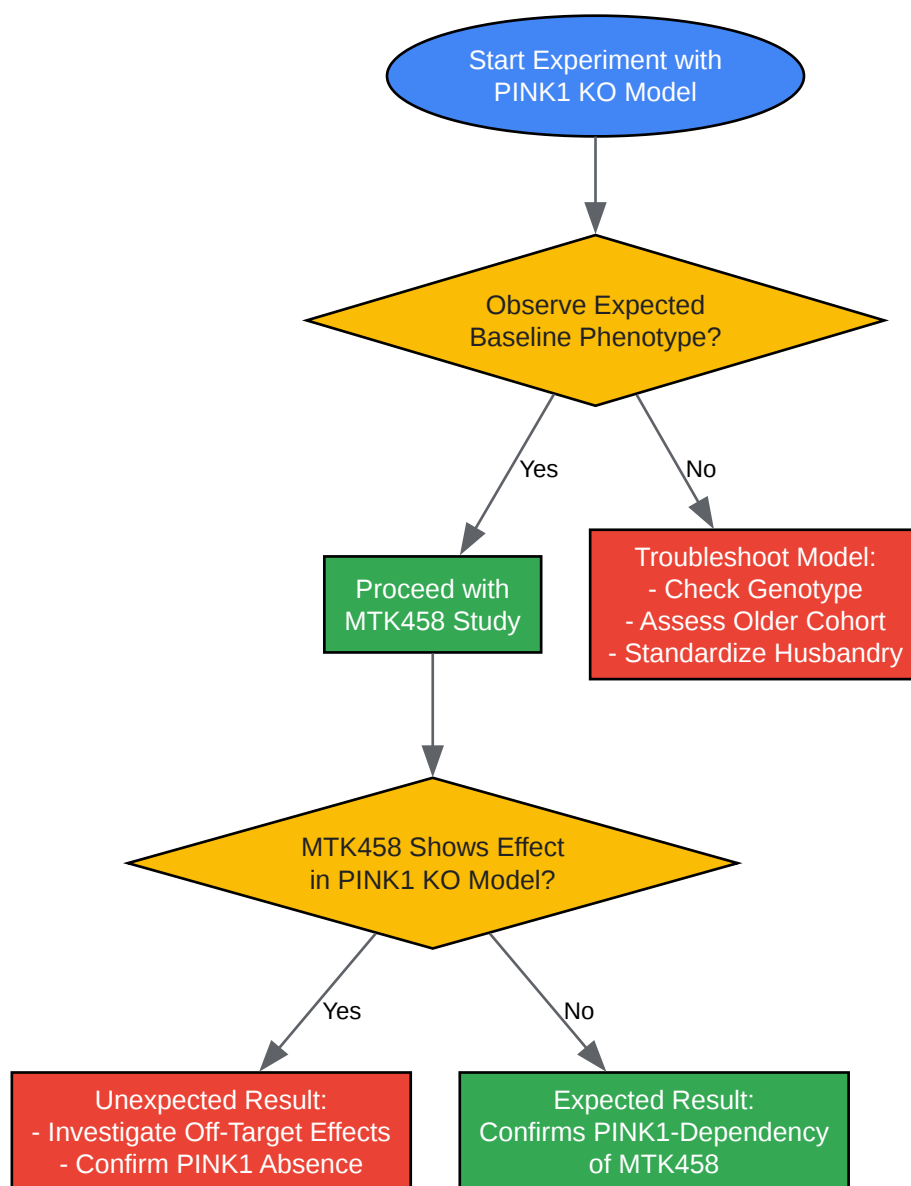 Start Experiment with
PINK1 KO Model
Observe Expected
Baseline Phenotype?
Yes
No
Proceed with
MTK458 Study
Troubleshoot Model:
- Check Genotype
- Assess Older Cohort
- Standardize Husbandry
MTK458 Shows Effect
in PINK1 KO Model?
Yes
No
Unexpected Result:
- Investigate Off-Target Effects
- Confirm PINK1 Absence
Expected Result:
Confirms PINK1-Dependency
of MTK458